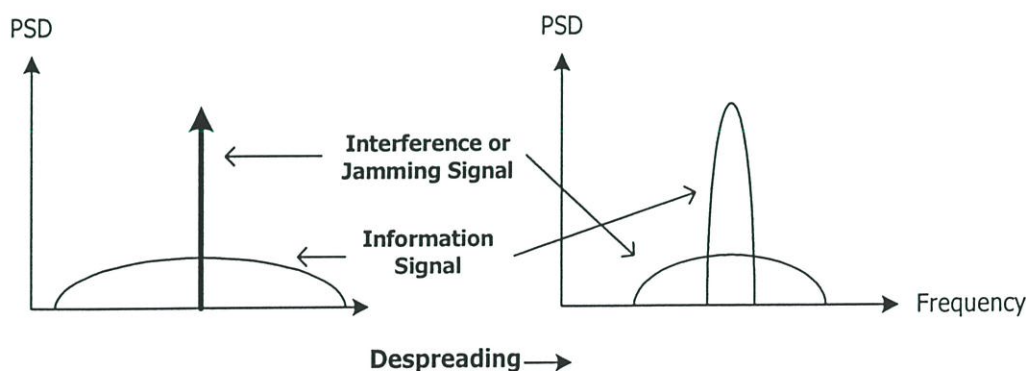 PSD
PSD
Interference or
Jamming Signal
Information
Signal
Frequency
Despreading